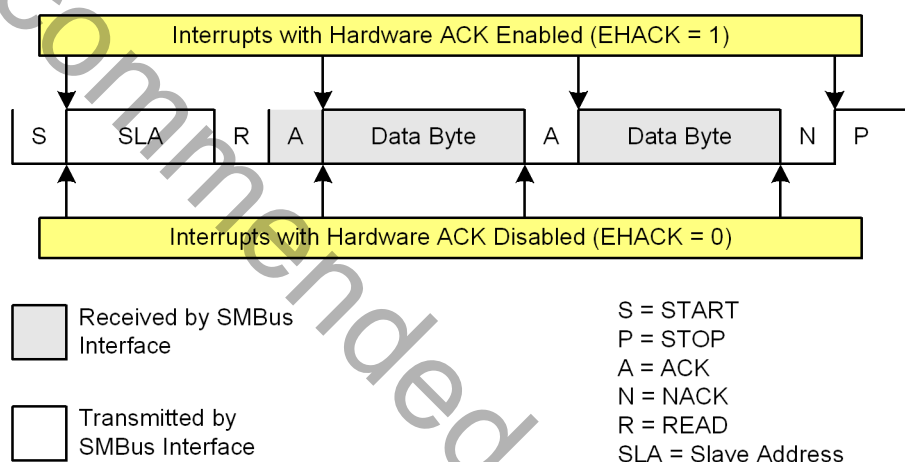 Interrupts with Hardware ACK Enabled (EHACK = 1)
S SLA R A Data Byte A Data Byte N P
Interrupts with Hardware ACK Disabled (EHACK = 0)
Received by SMBus
Interface
Transmitted by
SMBus Interface
S = START
P = STOP
A = ACK
N = NACK
R = READ
SLA = Slave Address
ommended